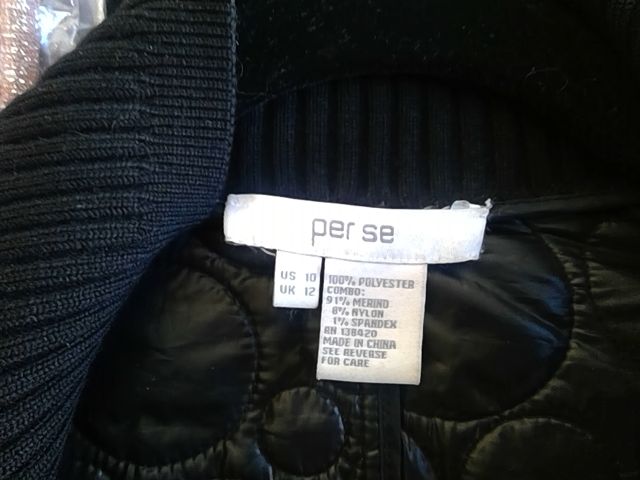 per se
US 10
UK 12
100% POLYESTER
COMBO:
91% MERINO
8% NYLON
1% SPANDEX
RN 138420
MADE IN CHINA
SEE REVERSE
FOR CARE